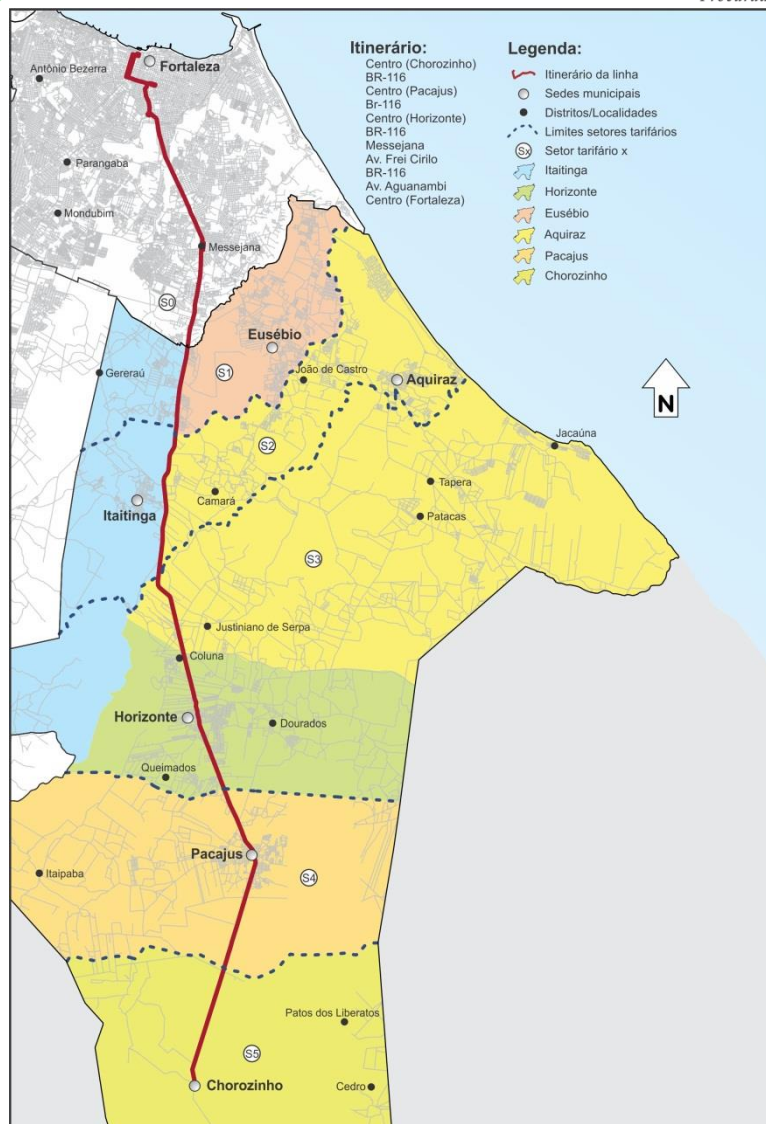 Itinerário:
Centro (Chorozinho)
BR-116
Centro (Pacajus)
Br-116
Centro (Horizonte)
BR-116
Messejana
Av. Frei Cirilo
BR-116
Av. Aguanambi
Centro (Fortaleza)
Legenda:
Itinerário da linha
Sedes municipais
Distritos/Localidades
Limites setores tarifários
Sx Setor tarifário x
Itaitinga
Horizonte
Eusébio
Aquiraz
Pacajus
Chorozinho
Fortaleza
Antônio Bezerra
Parangaba
Mondubim
Messejana
S0
Eusébio
Gereraú
S1
João de Castro
Aquiraz
N
S2
Jacaúna
Camará
Tapera
Itaitinga
Patacas
S3
Justiniano de Serpa
Coluna
Horizonte
Dourados
Queimados
Pacajus
Itaipaba
S4
Patos dos Liberatos
S5
Chorozinho
Cedro